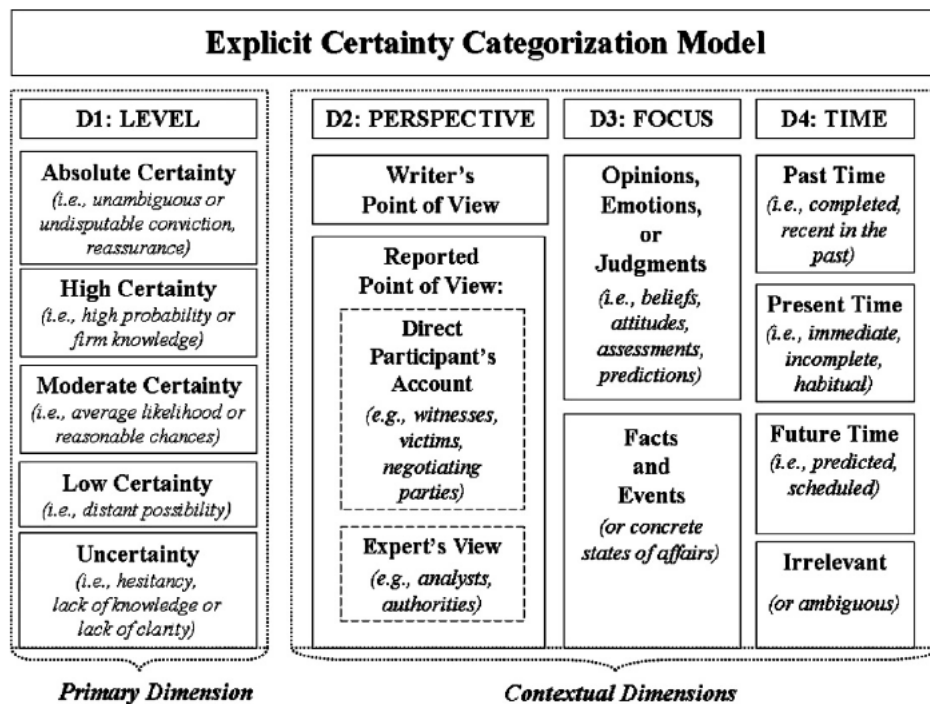 Explicit Certainty Categorization Model
D1: LEVEL
Absolute Certainty
(i.e., unambiguous or
undisputable conviction,
reassurance)
High Certainty
(i.e., high probability or
firm knowledge)
Moderate Certainty
(i.e., average likelihood or
reasonable chances)
Low Certainty
(i.e., distant possibility)
Uncertainty
(i.e., hesitancy,
lack of knowledge or
lack of clarity)
Primary Dimension
D2: PERSPECTIVE
Writer's
Point of View
Reported
Point of View:
Direct
Participant's
Account
(e.g., witnesses,
victims,
negotiating
parties)
Expert's View
(e.g., analysts,
authorities)
D3: FOCUS
Opinions,
Emotions,
or
Judgments
(i.e., beliefs,
attitudes,
assessments,
predictions)
Facts
and
Events
(or concrete
states of affairs)
D4: TIME
Past Time
(i.e., completed,
recent in the
past)
Present Time
(i.e., immediate,
incomplete,
habitual)
Future Time
(i.e., predicted,
scheduled)
Irrelevant
(or ambiguous)
Contextual Dimensions